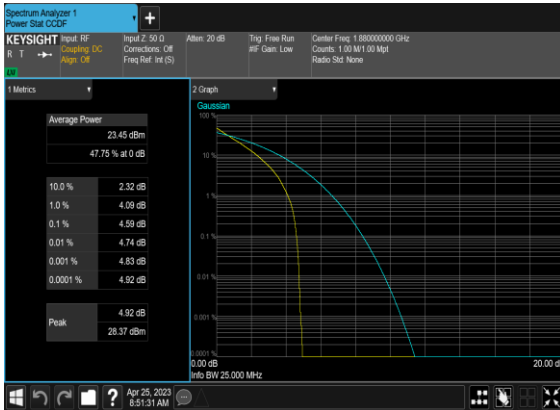 Spectrum Analyzer 1
Power Stat CCDF
KEYSIGHT
R T
LV
Input: RF
Coupling: DC
Align: Off
Input Z: 50 Ω
Corrections: Off
Freq Ref: Int (S)
Atten: 20 dB
Trig: Free Run
#IF Gain: Low
Center Freq: 1.880000000 GHz
Counts: 1.00 M/1.00 Mpt
Radio Std: None
1 Metrics
Average Power
23.45 dBm
47.75 % at 0 dB
10.0 % 2.32 dB
1.0 % 4.09 dB
0.1 % 4.59 dB
0.01 % 4.74 dB
0.001 % 4.83 dB
0.0001 % 4.92 dB
Peak
4.92 dB
28.37 dBm
2 Graph
Gaussian
100 %
10 %
1 %
0.1 %
0.01 %
0.001 %
0.0001 %
0.00 dB
20.00 d
Info BW 25.000 MHz
?
Apr 25, 2023
8:51:31 AM